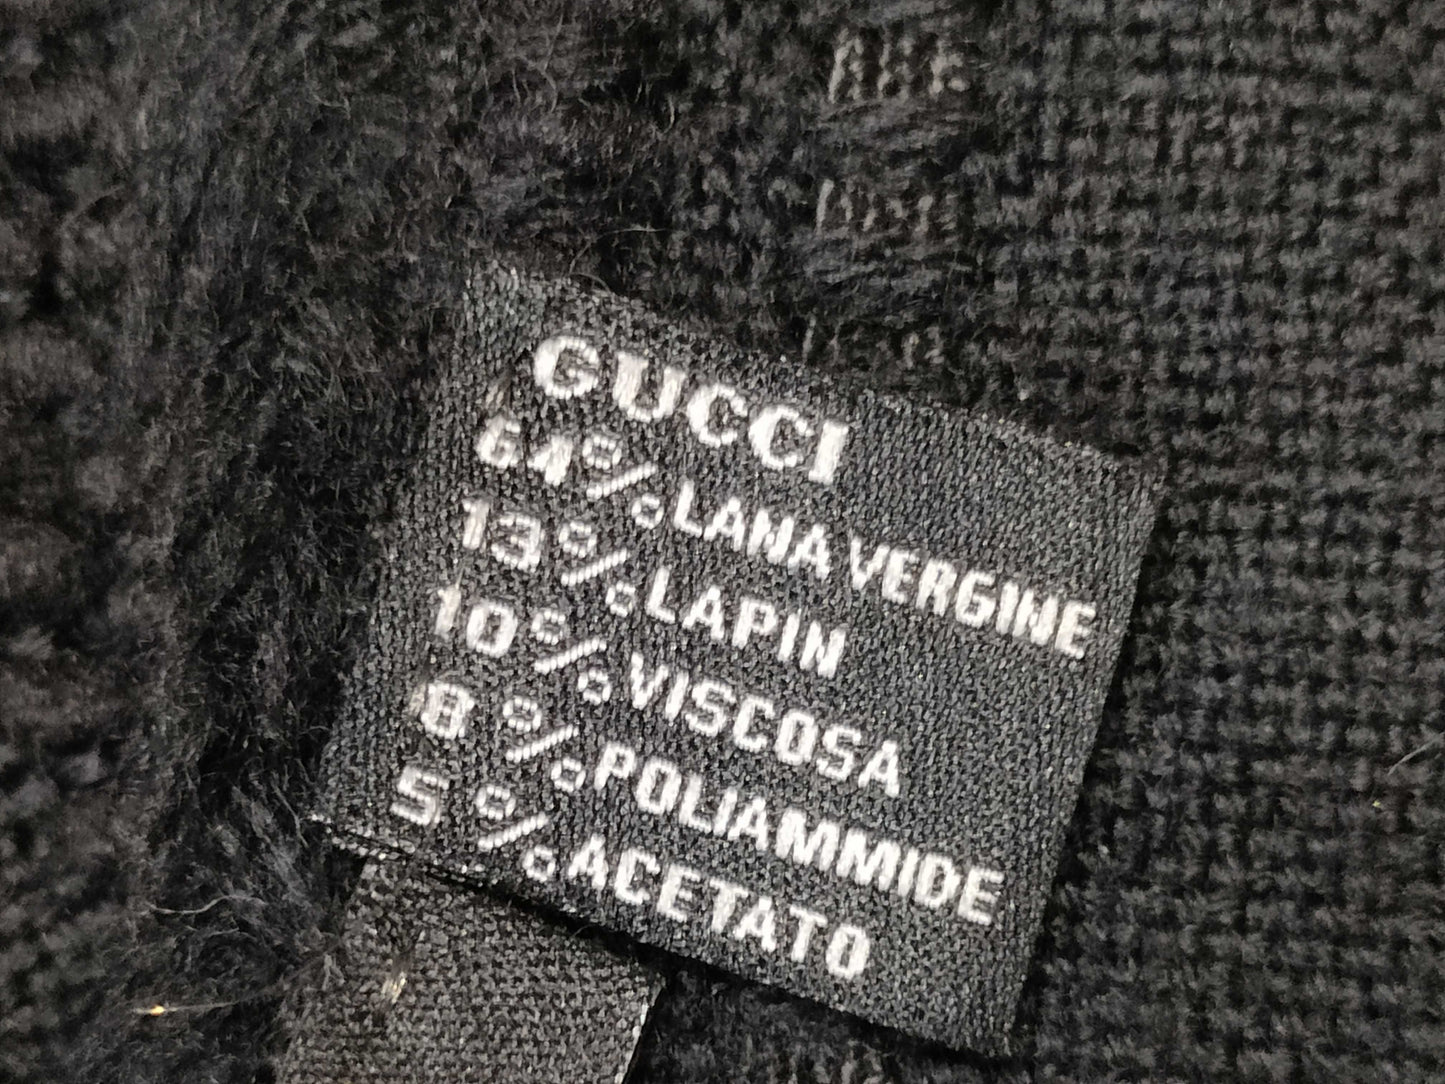 GUCCI
64% LANA VERGINE
13% LAPIN
10% VISCOSA
8% POLIAMMIDE
5% ACETATO